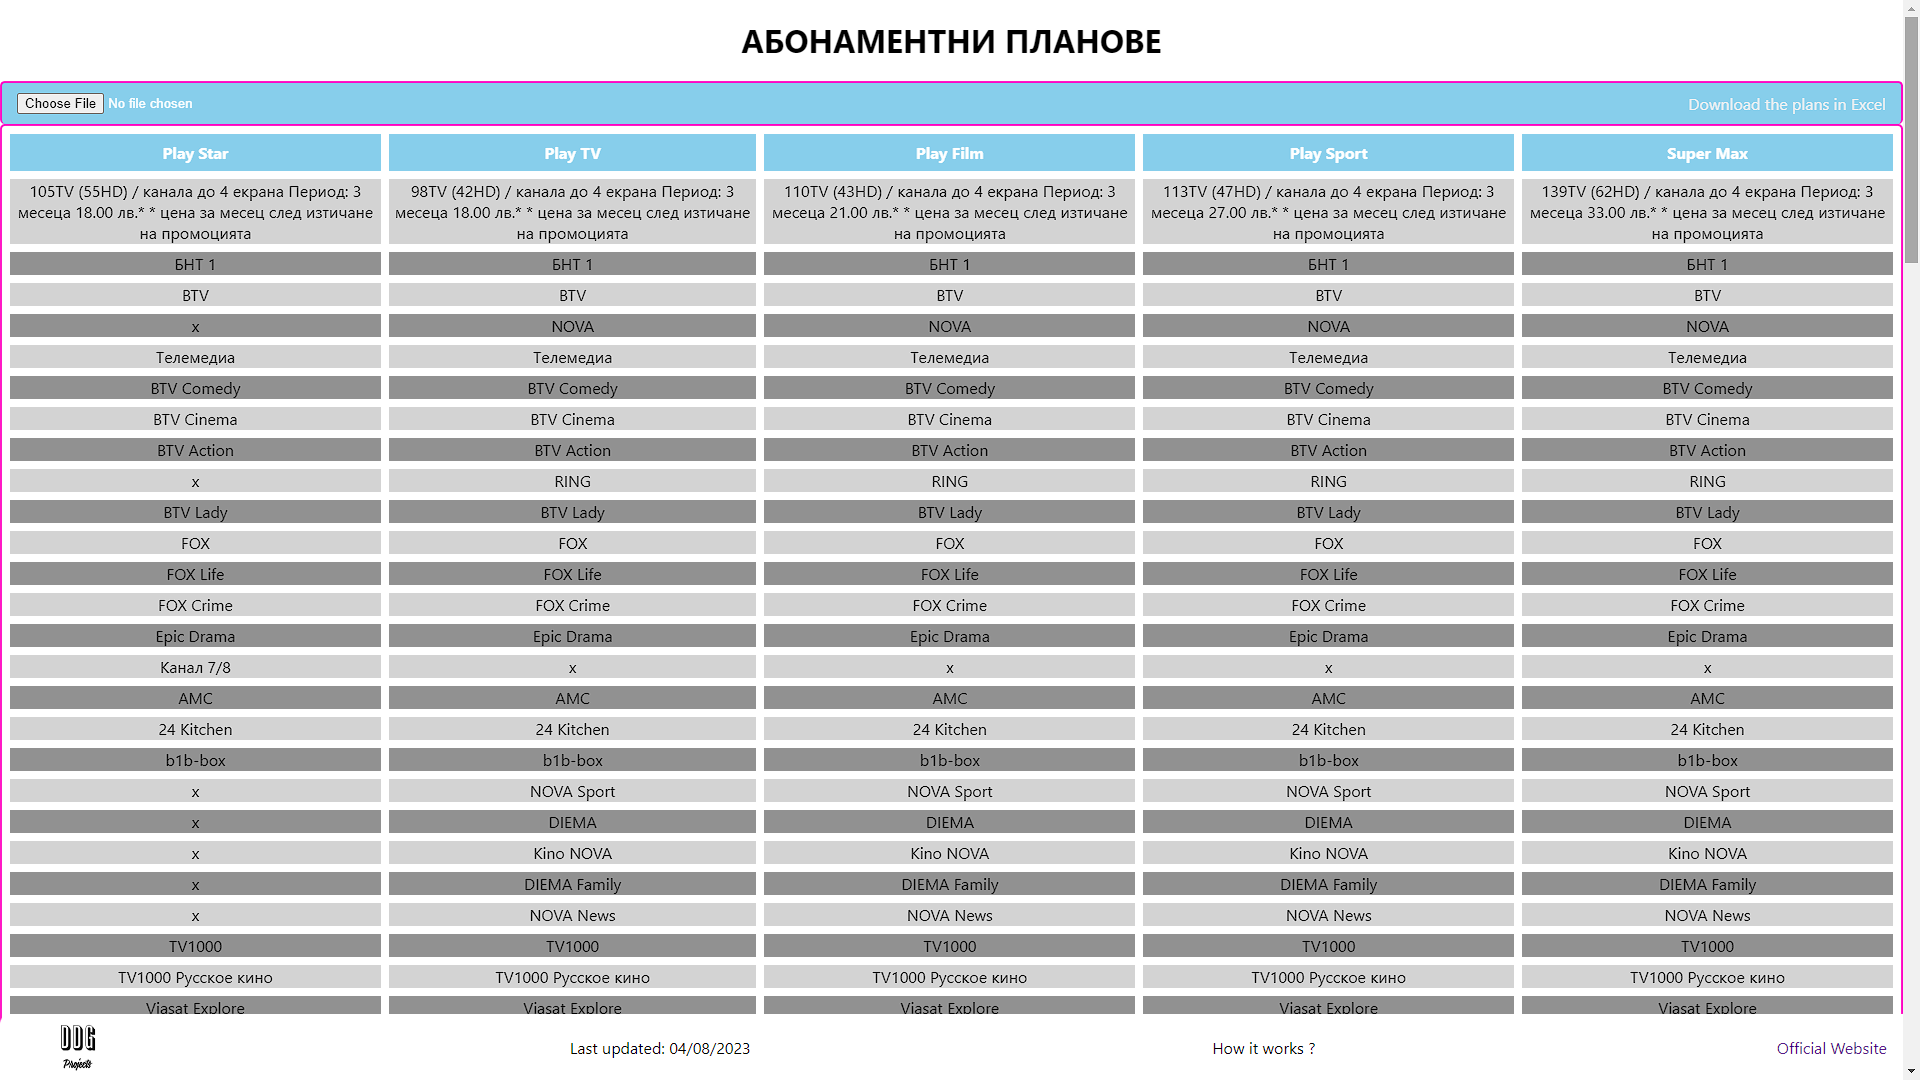 АБОНАМЕНТНИ ПЛАНОВЕ
Choose File No file chosen
Download the plans in Excel
Play Star Play TV Play Film Play Sport Super Max
105TV (55HD) / канала до 4 екрана Период: 3 98TV (42HD) / канала до 4 екрана Период: 3 110TV (43HD) / канала до 4 екрана Период: 3 113TV (47HD) / канала до 4 екрана Период: 3 139TV (62HD) / канала до 4 екрана Период: 3
месеца 18.00 лв.* * цена за месец след изтичане месеца 18.00 лв.* * цена за месец след изтичане месеца 21.00 лв.* * цена за месец след изтичане месеца 27.00 лв.* * цена за месец след изтичане месеца 33.00 лв.* * цена за месец след изтичане
на промоцията на промоцията на промоцията на промоцията на промоцията
БНТ 1 БНТ 1 БНТ 1 БНТ 1 БНТ 1
BTV BTV BTV BTV BTV
x NOVA NOVA NOVA NOVA
Телемедиа Телемедиа Телемедиа Телемедиа Телемедиа
BTV Comedy BTV Comedy BTV Comedy BTV Comedy BTV Comedy
BTV Cinema BTV Cinema BTV Cinema BTV Cinema BTV Cinema
BTV Action BTV Action BTV Action BTV Action BTV Action
x RING RING RING RING
BTV Lady BTV Lady BTV Lady BTV Lady BTV Lady
FOX FOX FOX FOX FOX
FOX Life FOX Life FOX Life FOX Life FOX Life
FOX Crime FOX Crime FOX Crime FOX Crime FOX Crime
Epic Drama Epic Drama Epic Drama Epic Drama Epic Drama
Канал 7/8 x x x x
AMC AMC AMC AMC AMC
24 Kitchen 24 Kitchen 24 Kitchen 24 Kitchen 24 Kitchen
b1b-box b1b-box b1b-box b1b-box b1b-box
x NOVA Sport NOVA Sport NOVA Sport NOVA Sport
x DIEMA DIEMA DIEMA DIEMA
x Kino NOVA Kino NOVA Kino NOVA Kino NOVA
x DIEMA Family DIEMA Family DIEMA Family DIEMA Family
x NOVA News NOVA News NOVA News NOVA News
TV1000 TV1000 TV1000 TV1000 TV1000
TV1000 Русское кино TV1000 Русское кино TV1000 Русское кино TV1000 Русское кино TV1000 Русское кино
Viasat Explore Viasat Explore Viasat Explore Viasat Explore Viasat Explore
DDG
Projects
Last updated: 04/08/2023
How it works ?
Official Website